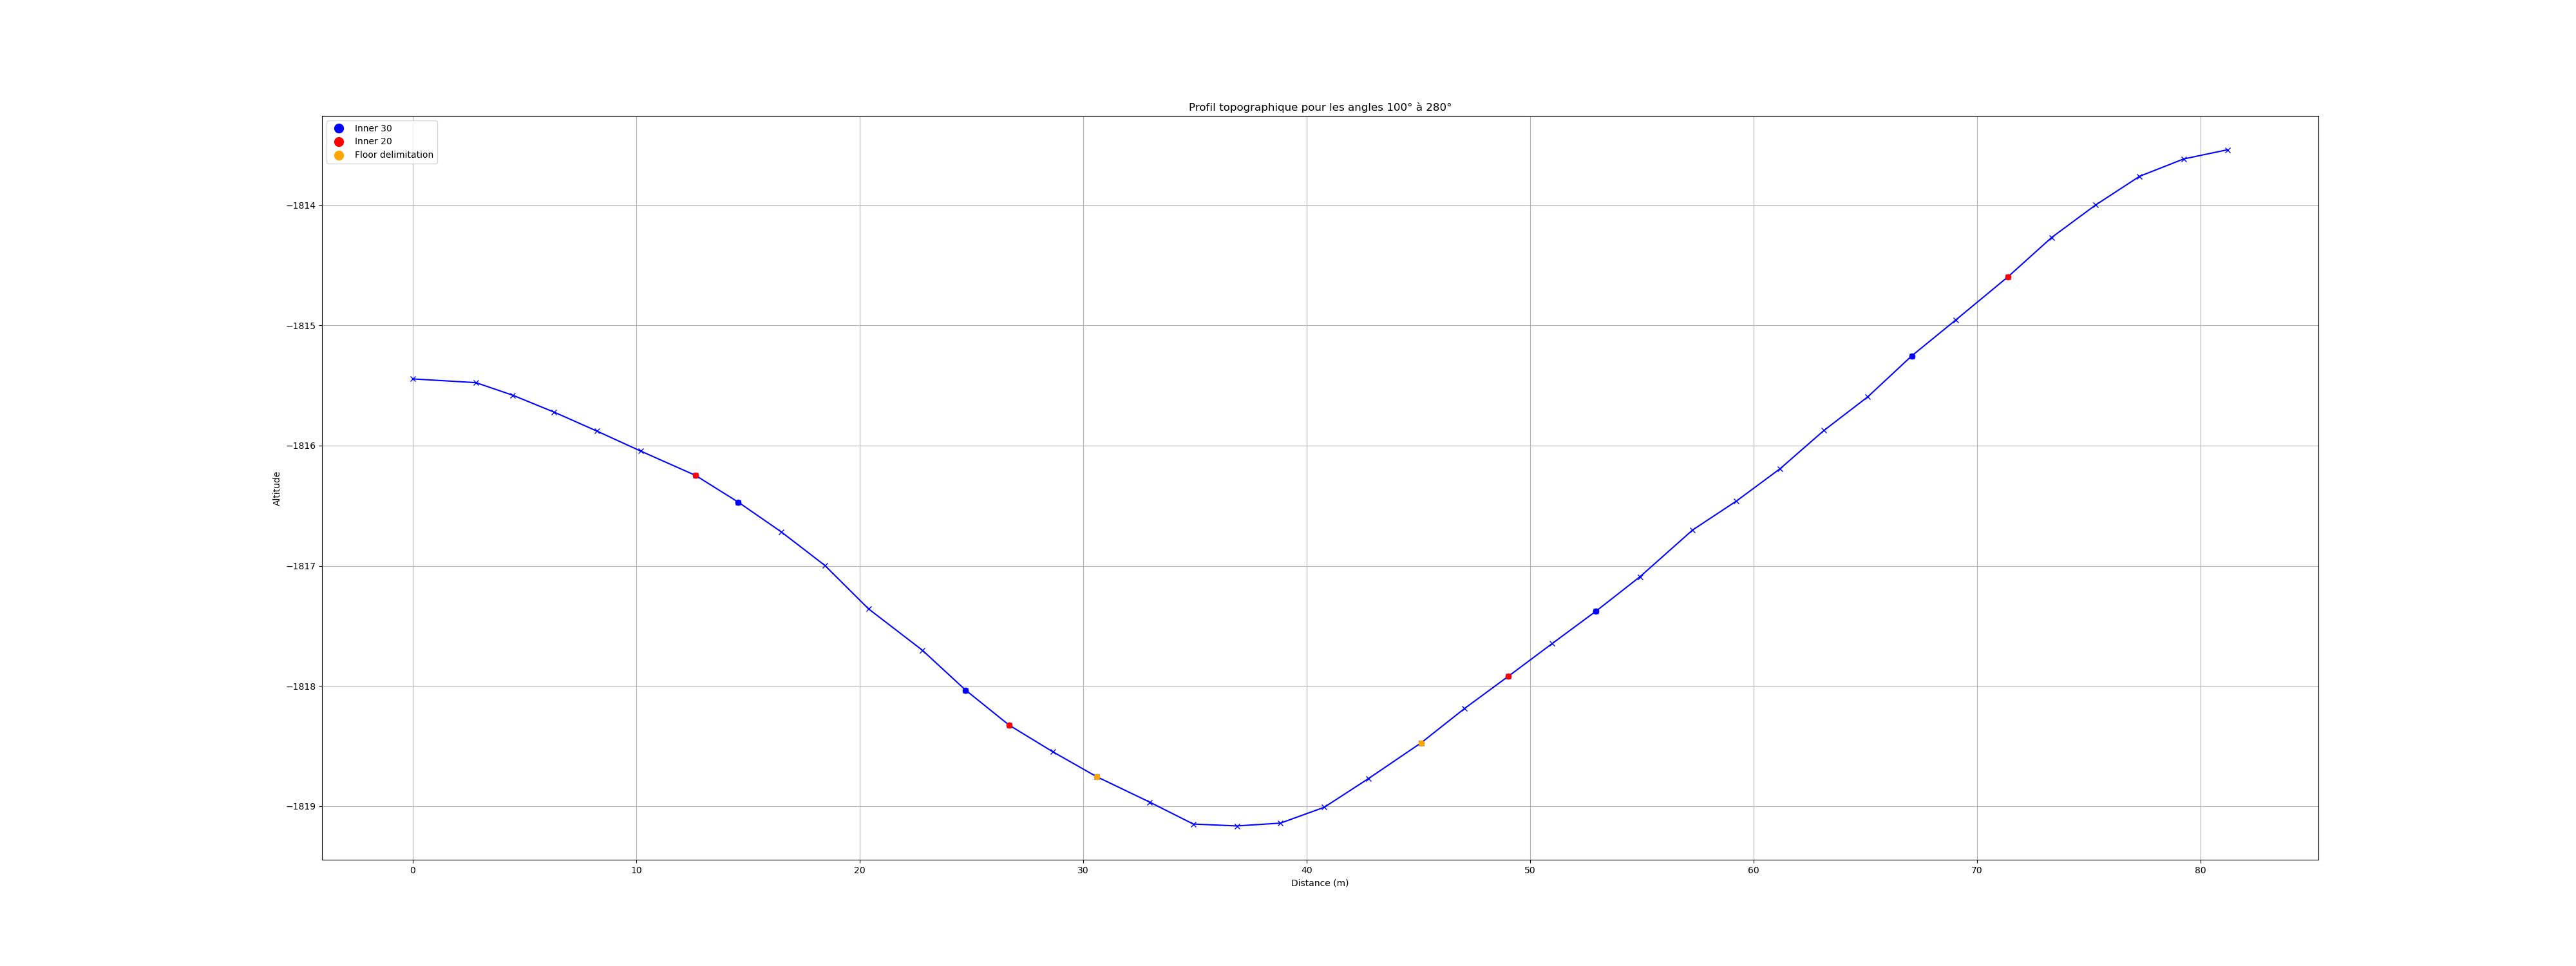 Profil topographique pour les angles 100° à 280°
Inner 30
Inner 20
Floor delimitation
Altitude
−1814
−1815
−1816
−1817
−1818
−1819
0 10 20 30 40 50 60 70 80
Distance (m)